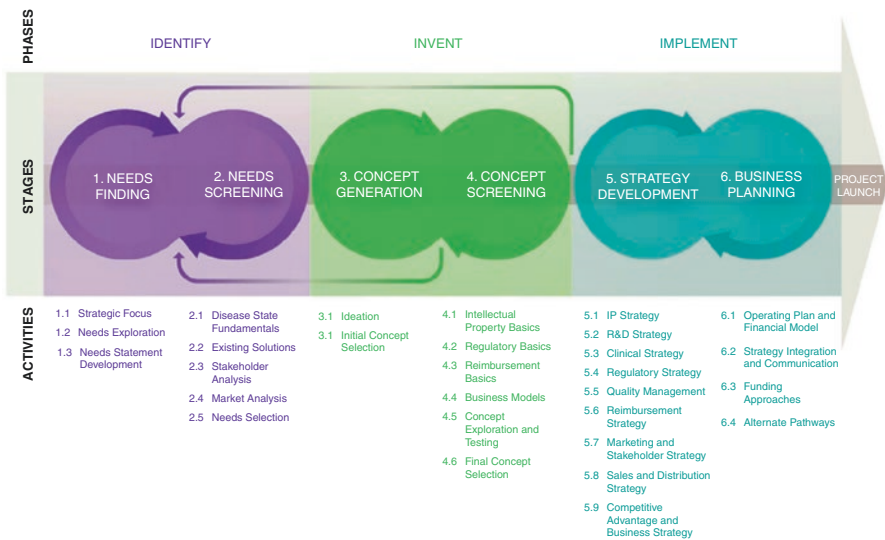 PHASES
IDENTIFY
INVENT
IMPLEMENT
STAGES
1. NEEDS
FINDING
2. NEEDS
SCREENING
3. CONCEPT
GENERATION
4. CONCEPT
SCREENING
5. STRATEGY
DEVELOPMENT
6. BUSINESS
PLANNING
PROJECT
LAUNCH
ACTIVITIES
1.1 Strategic Focus
1.2 Needs Exploration
1.3 Needs Statement
Development
2.1 Disease State
Fundamentals
2.2 Existing Solutions
2.3 Stakeholder
Analysis
2.4 Market Analysis
2.5 Needs Selection
3.1 Ideation
3.1 Initial Concept
Selection
4.1 Intellectual
Property Basics
4.2 Regulatory Basics
4.3 Reimbursement
Basics
4.4 Business Models
4.5 Concept
Exploration and
Testing
4.6 Final Concept
Selection
5.1 IP Strategy
5.2 R&D Strategy
5.3 Clinical Strategy
5.4 Regulatory Strategy
5.5 Quality Management
5.6 Reimbursement
Strategy
5.7 Marketing and
Stakeholder Strategy
5.8 Sales and Distribution
Strategy
5.9 Competitive
Advantage and
Business Strategy
6.1 Operating Plan and
Financial Model
6.2 Strategy Integration
and Communication
6.3 Funding
Approaches
6.4 Alternate Pathways